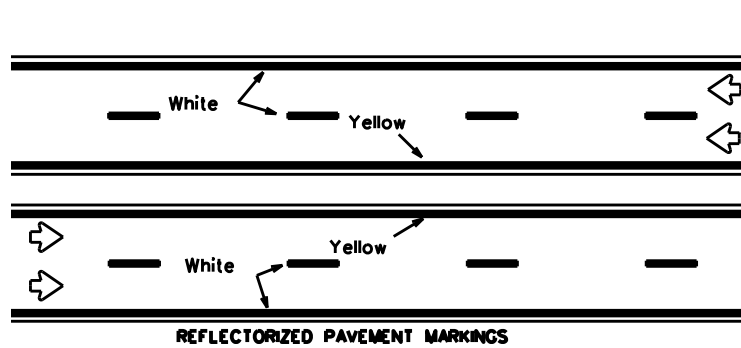 White
Yellow
Yellow
White
REFLECTORIZED PAVEMENT MARKINGS